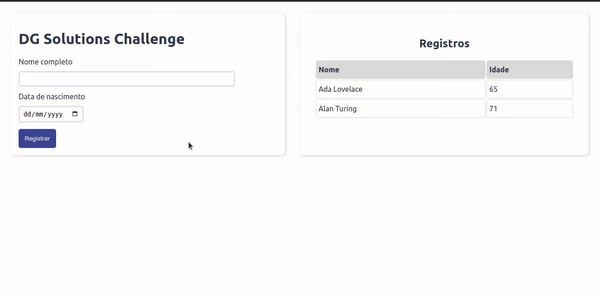 DG Solutions Challenge
Nome completo
Data de nascimento
dd/mm/yyyy
Registrar
Registros
Nome Idade
Ada Lovelace 65
Alan Turing 71